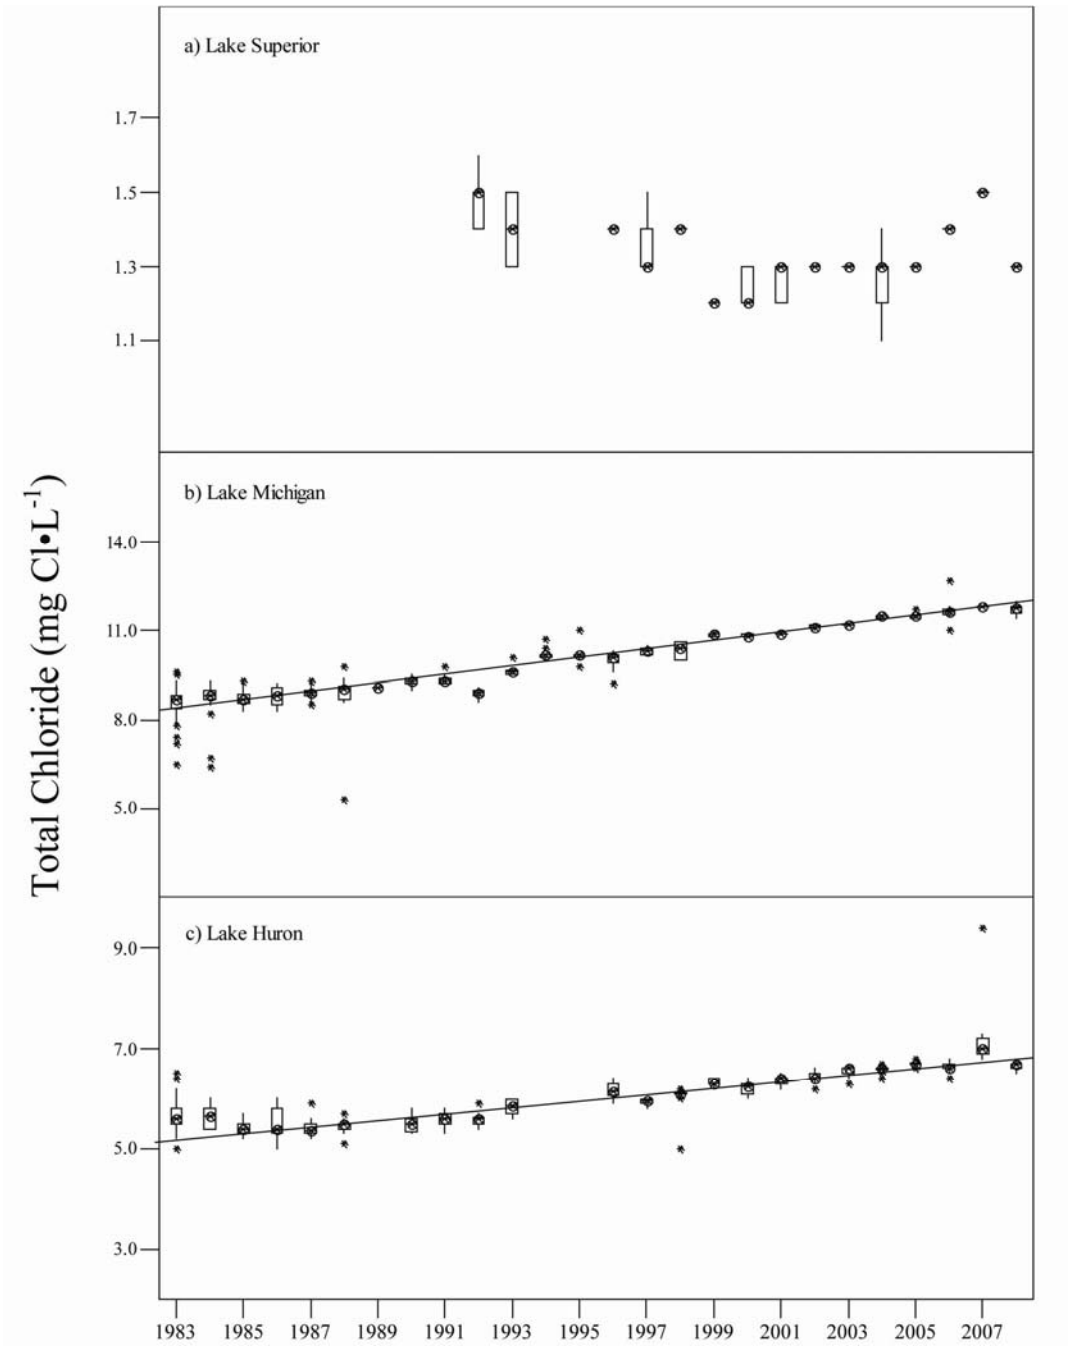 a) Lake Superior
1.7
1.5
1.3
1.1
b) Lake Michigan
14.0
11.0
8.0
5.0
Total Chloride (mg Cl•L-1)
c) Lake Huron
9.0
7.0
5.0
3.0
1983 1985 1987 1989 1991 1993 1995 1997 1999 2001 2003 2005 2007